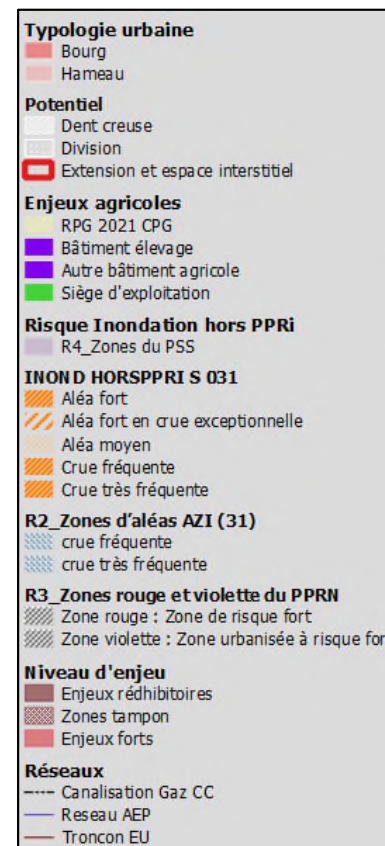 Typologie urbaine
Bourg
Hameau
Potentiel
Dent creuse
Division
Extension et espace interstitiel
Enjeux agricoles
RPG 2021 CPG
Bâtiment élevage
Autre bâtiment agricole
Siège d'exploitation
Risque Inondation hors PPRi
R4_Zones du PSS
INOND HORSPPRI S 031
Aléa fort
Aléa fort en crue exceptionnelle
Aléa moyen
Crue fréquente
Crue très fréquente
R2_Zones d'aléas AZI (31)
crue fréquente
crue très fréquente
R3_Zones rouge et violette du PPRN
Zone rouge : Zone de risque fort
Zone violette : Zone urbanisée à risque for
Niveau d'enjeu
Enjeux rédhibitoires
Zones tampon
Enjeux forts
Réseaux
Canalisation Gaz CC
Reseau AEP
Troncon EU